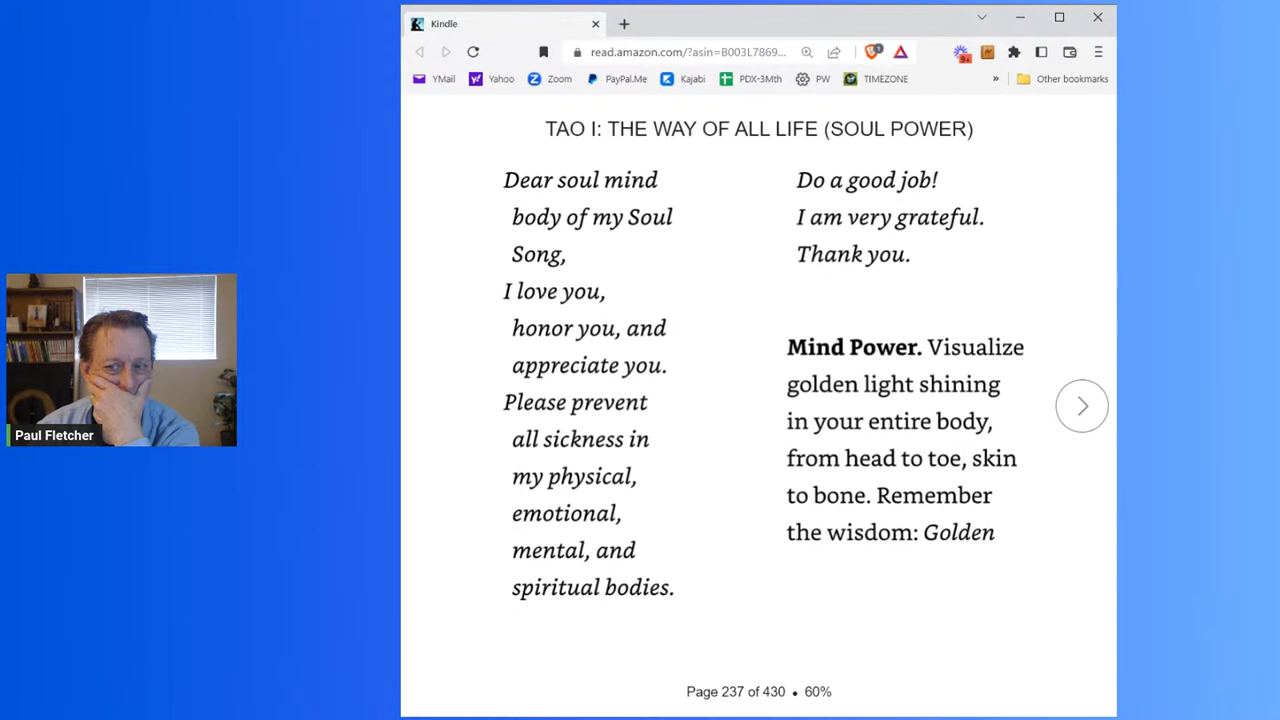 Kindle
read.amazon.com/?asin=B003L7869...
9+
1
YMail
Yahoo
Zoom
PayPal.Me
Kajabi
PDX-3Mth
PW
TIMEZONE
»
Other bookmarks
TAO I: THE WAY OF ALL LIFE (SOUL POWER)
Dear soul mind
body of my Soul
Song,
I love you,
honor you, and
appreciate you.
Please prevent
all sickness in
my physical,
emotional,
mental, and
spiritual bodies.
Do a good job!
I am very grateful.
Thank you.
Mind Power. Visualize
golden light shining
in your entire body,
from head to toe, skin
to bone. Remember
the wisdom: Golden
Paul Fletcher
Page 237 of 430 • 60%